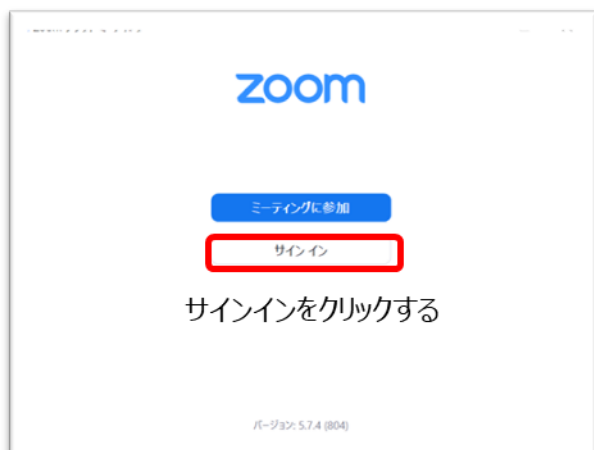 zoom
ミーティングに参加
サイン イン
サインインをクリックする
バージョン: 5.7.4 (804)